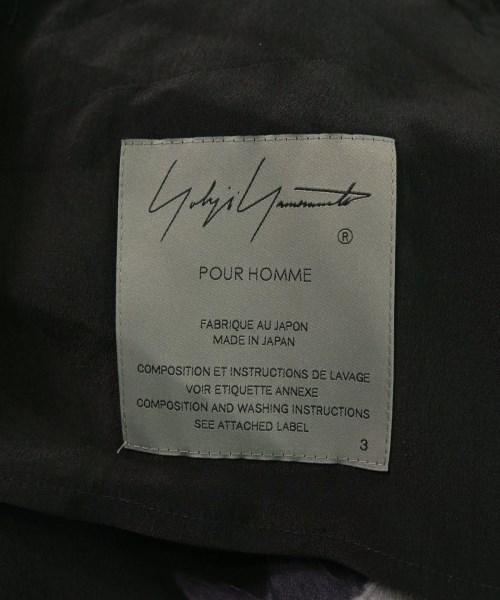 Yohji Yamamoto
®
POUR HOMME
FABRIQUE AU JAPON
MADE IN JAPAN
COMPOSITION ET INSTRUCTIONS DE LAVAGE
VOIR ETIQUETTE ANNEXE
COMPOSITION AND WASHING INSTRUCTIONS
SEE ATTACHED LABEL
3